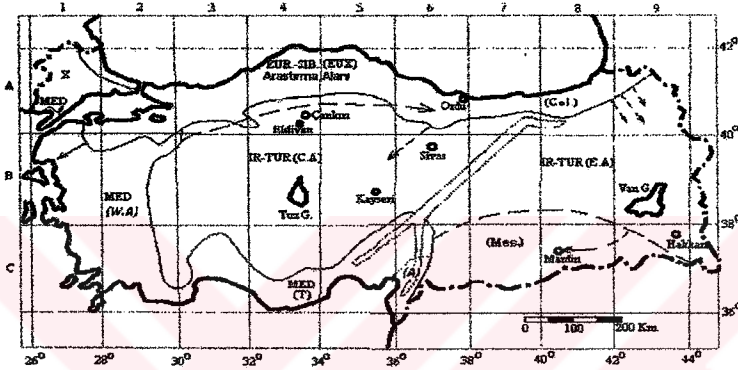 1 2 3 4 5 6 7 8 9
42°
A
EUR-SIB. (EUX)
Araştırma Alanı
X
MED
Ordu
(Col.)
Çankırı
Eldivan
40°
B
IR-TUR (C.A)
Sivas
IR-TUR (E.A)
MED
(W.A)
Tuz G.
Kayseri
Van G.
38°
C
(Mes.)
Hakkari
Mardin
MED
(T)
(A)
36°
0 100 200 Km.
26° 28° 30° 32° 34° 36° 38° 40° 42° 44°